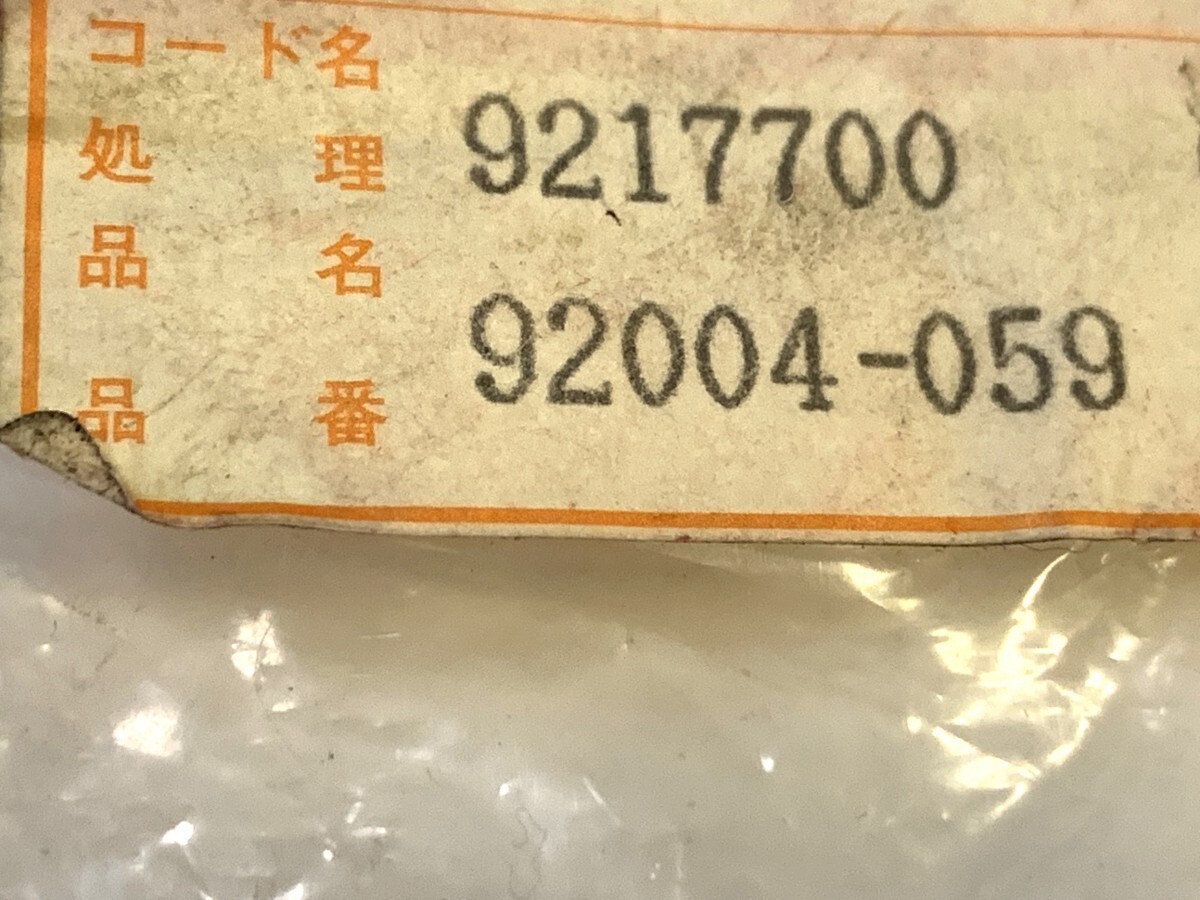 コード名
処理 9217700
品名
品番 92004-059